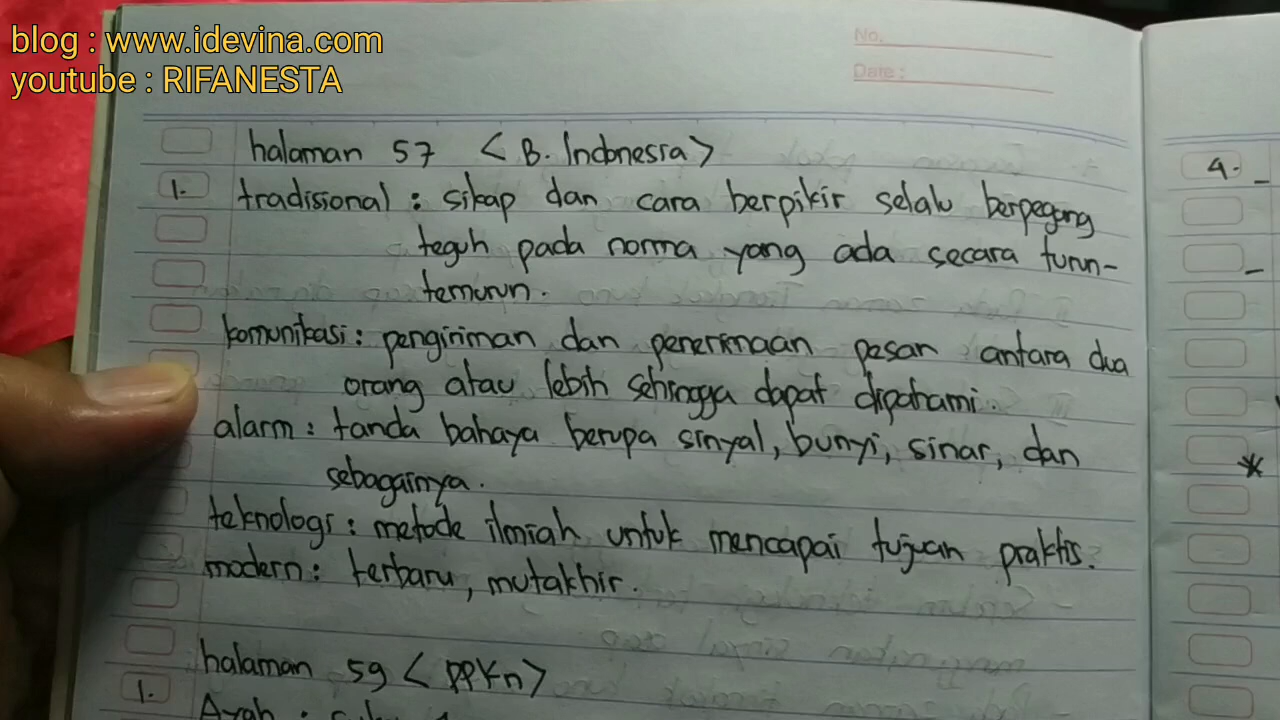 blog : www.idevina.com
youtube : RIFANESTA
No.
Date :
halaman 57 < B. Indonesia >
1. tradisional : sikap dan cara berpikir selalu berpegang
teguh pada norma yang ada secara turun-
temurun.
komunikasi : pengiriman dan penerimaan pesan antara dua
orang atau lebih sehingga dapat dipahami.
alarm : tanda bahaya berupa sinyal, bunyi, sinar, dan
sebagainya.
teknologi : metode ilmiah untuk mencapai tujuan praktis.
modern : terbaru, mutakhir.
halaman 59 < PPKn >
1. Ayah :
4. -
-
*